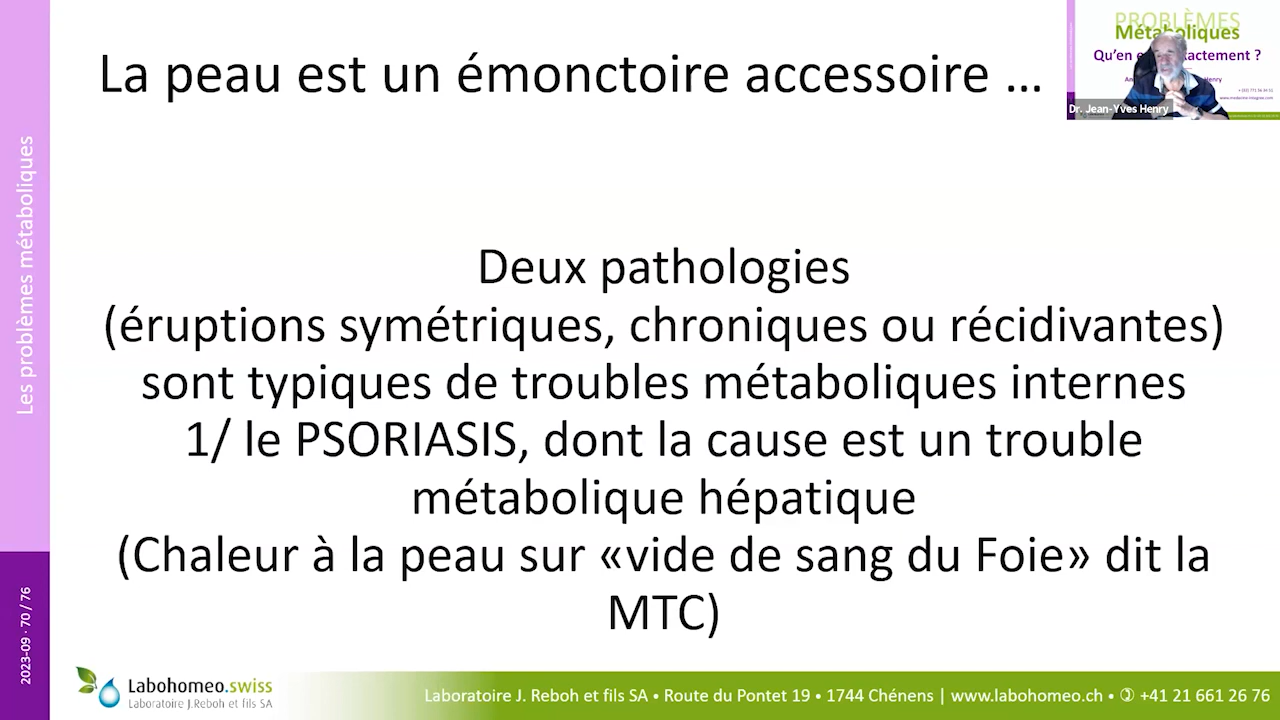 La peau est un émonctoire accessoire ...
PROBLÈMES
Métaboliques
Dr. Jean-Yves Henry
Les problèmes métaboliques
Deux pathologies
(éruptions symétriques, chroniques ou récidivantes)
sont typiques de troubles métaboliques internes
1/ le PSORIASIS, dont la cause est un trouble
métabolique hépatique
(Chaleur à la peau sur «vide de sang du Foie» dit la
MTC)
2023-09 · 70 / 76
Labohomeo.swiss
Laboratoire J.Reboh et fils SA
Laboratoire J. Reboh et fils SA • Route du Pontet 19 • 1744 Chénens | www.labohomeo.ch • ✆ +41 21 661 26 76